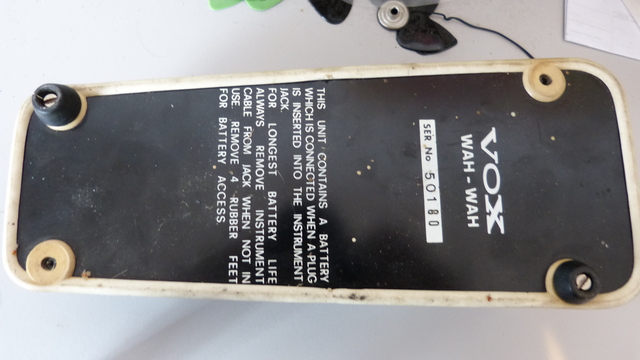 VOX
WAH-WAH
SER. No 50180
THIS UNIT CONTAINS A BATTERY
WHICH IS CONNECTED WHEN A-PLUG
IS INSERTED INTO THE INSTRUMENT
JACK
FOR LONGEST BATTERY LIFE
ALWAYS REMOVE INSTRUMENT
CABLE FROM JACK WHEN NOT IN
USE REMOVE 4 RUBBER FEET
FOR BATTERY ACCESS